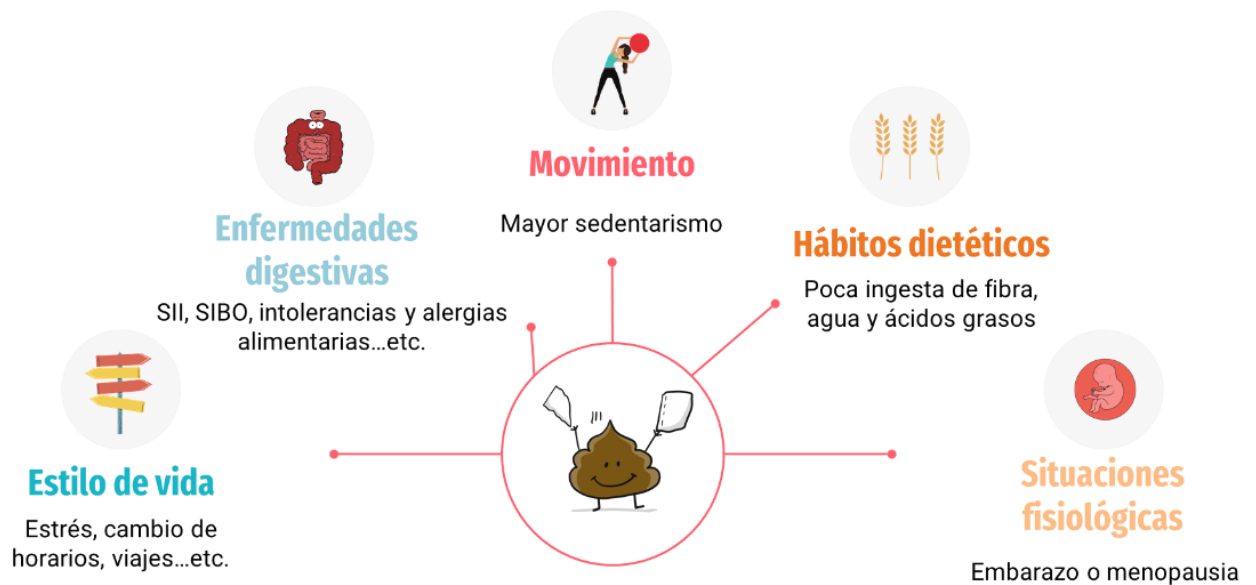 Movimiento
Mayor sedentarismo
Enfermedades
digestivas
SII, SIBO, intolerancias y alergias
alimentarias...etc.
Hábitos dietéticos
Poca ingesta de fibra,
agua y ácidos grasos
Estilo de vida
Estrés, cambio de
horarios, viajes...etc.
Situaciones
fisiológicas
Embarazo o menopausia